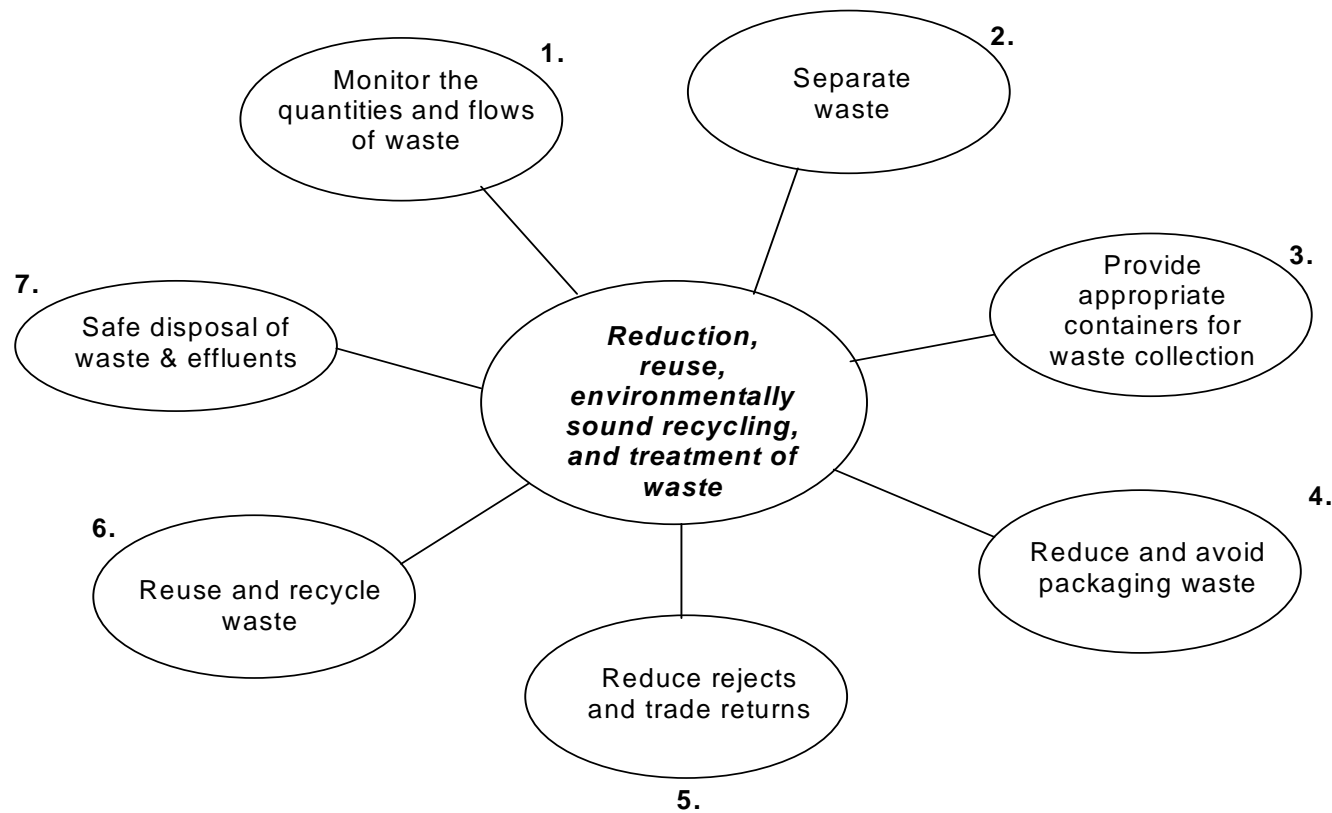 1.
Monitor the
quantities and flows
of waste
2.
Separate
waste
3.
Provide
appropriate
containers for
waste collection
4.
Reduce and avoid
packaging waste
5.
Reduce rejects
and trade returns
6.
Reuse and recycle
waste
7.
Safe disposal of
waste & effluents
Reduction,
reuse,
environmentally
sound recycling,
and treatment of
waste